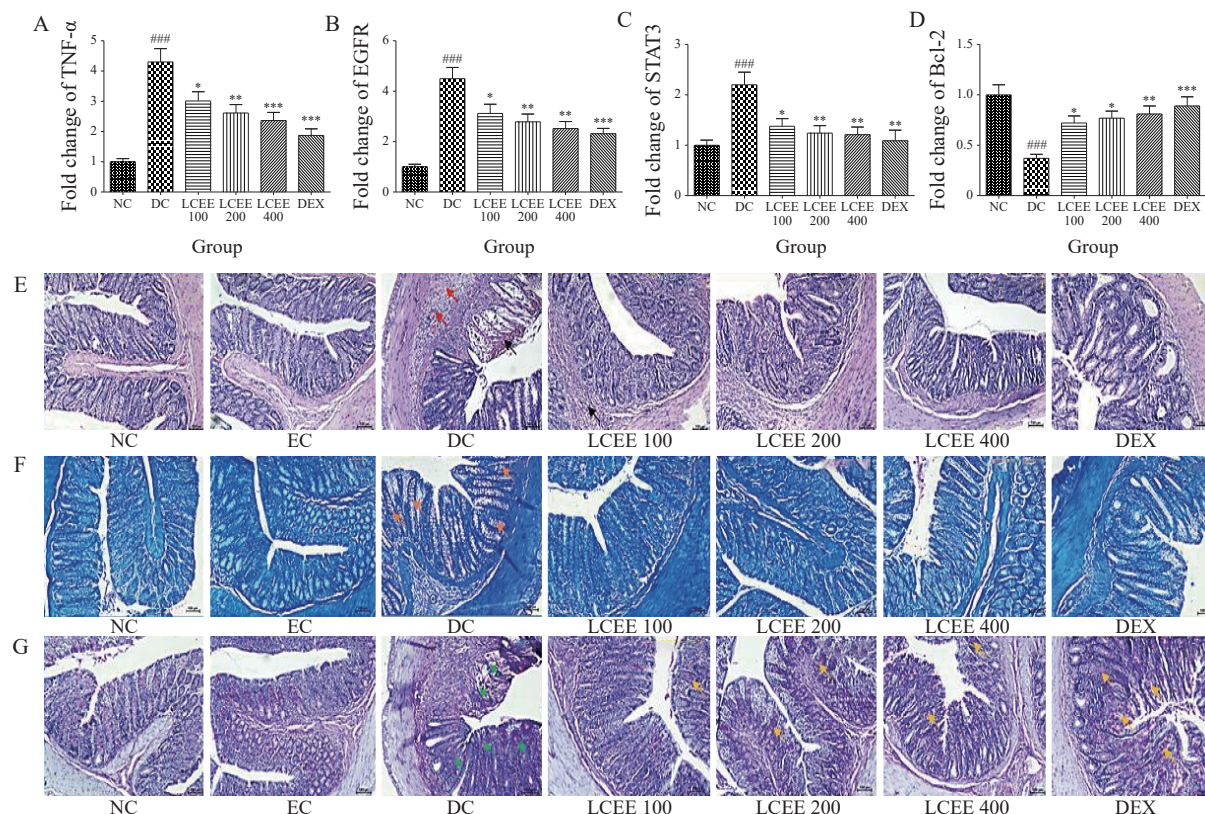 A
Fold change of TNF-α
5
4
3
2
1
0
###
*
**
***
***
NC DC LCEE LCEE LCEE DEX
100 200 400
Group
B
Fold change of EGFR
6
4
2
0
###
*
**
**
***
NC DC LCEE LCEE LCEE DEX
100 200 400
Group
C
Fold change of STAT3
3
2
1
0
###
*
**
**
**
NC DC LCEE LCEE LCEE DEX
100 200 400
Group
D
Fold change of Bcl-2
1.5
1.0
0.5
0.0
###
*
*
**
***
NC DC LCEE LCEE LCEE DEX
100 200 400
Group
E
NC EC DC LCEE 100 LCEE 200 LCEE 400 DEX
F
NC EC DC LCEE 100 LCEE 200 LCEE 400 DEX
G
NC EC DC LCEE 100 LCEE 200 LCEE 400 DEX